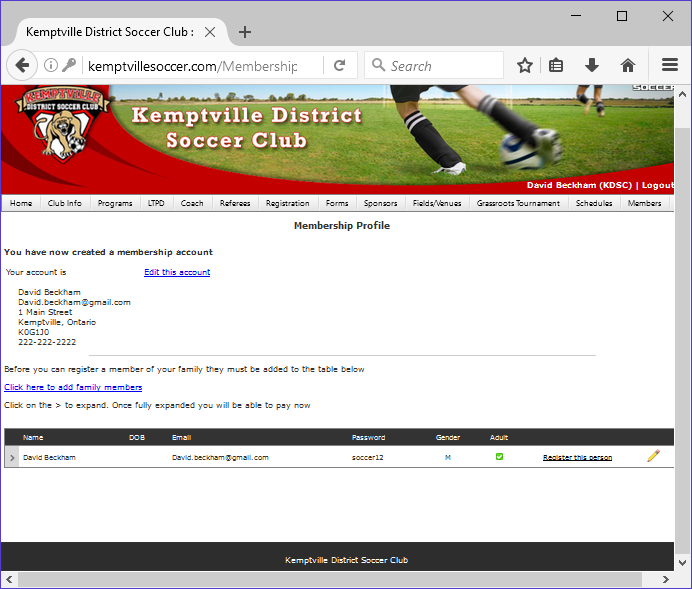 Kemptville District Soccer Club :
kemptvillesoccer.com/Membership
Search
KEMPTVILLE
DISTRICT SOCCER CLUB
SOCCER
Kemptville District
Soccer Club
David Beckham (KDSC) | Logout
Home Club Info Programs LTPD Coach Referees Registration Forms Sponsors Fields/Venues Grassroots Tournament Schedules Members
Membership Profile
You have now created a membership account
Your account is Edit this account
David Beckham
David.beckham@gmail.com
1 Main Street
Kemptville, Ontario
K0G1J0
222-222-2222
Before you can register a member of your family they must be added to the table below
Click here to add family members
Click on the > to expand. Once fully expanded you will be able to pay now
Name DOB Email Password Gender Adult
> David Beckham David.beckham@gmail.com soccer12 M Register this person
Kemptville District Soccer Club